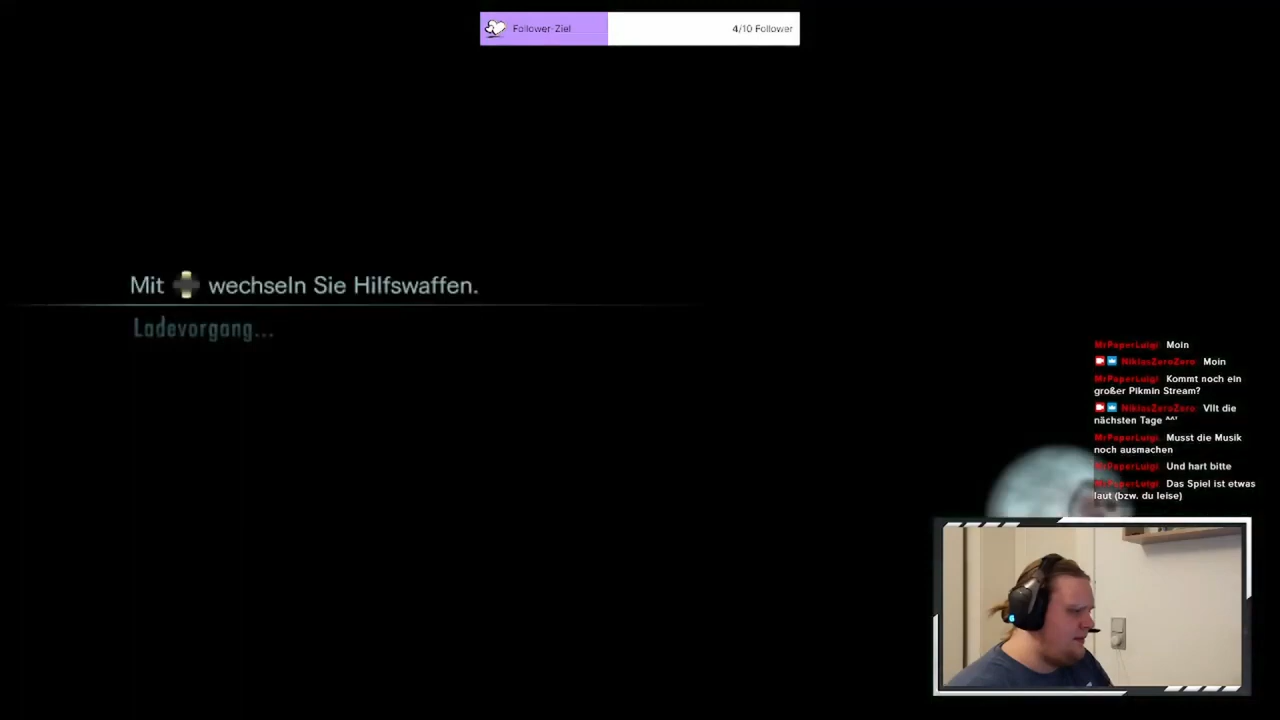 Follower-Ziel
4/10 Follower
Mit wechseln Sie Hilfswaffen.
Ladevorgang...
MrPaperLuigi: Moin
NiklasZeroZero: Moin
MrPaperLuigi: Kommt noch ein
großer Pikmin Stream?
NiklasZeroZero: Vllt die
nächsten Tage ^^'
MrPaperLuigi: Musst die Musik
noch ausmachen
MrPaperLuigi: Und hart bitte
MrPaperLuigi: Das Spiel ist etwas
laut (bzw. du leise)